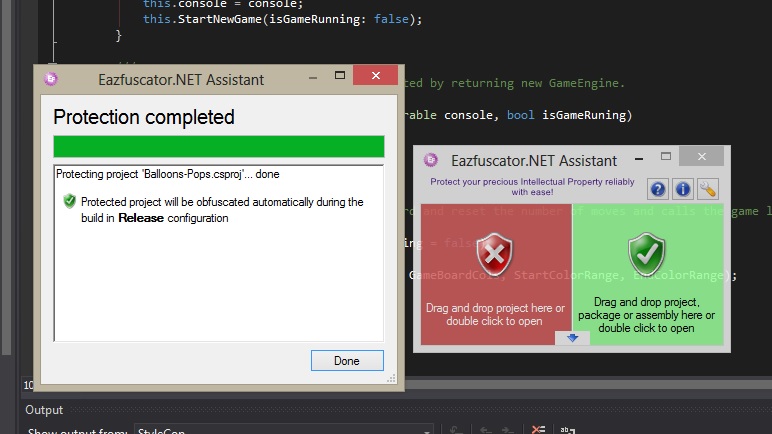 this.console = console;
this.StartNewGame(isGameRunning: false);
}
Eazfuscator.NET Assistant
ted by returning new GameEngine.
Protection completed
rable console, bool isGameRuning)
Protecting project 'Balloons-Pops.csproj'... done
Protected project will be obfuscated automatically during the
build in Release configuration
Done
Eazfuscator.NET Assistant
Protect your precious Intellectual Property reliably
with ease!
rd and reset the number of moves and calls the game l
ing = false
GameBoardCols, StartColorRange, EndColorRange);
Drag and drop project here or
double click to open
Drag and drop project,
package or assembly here or
double click to open
10
Output
Show output from: StyleCop